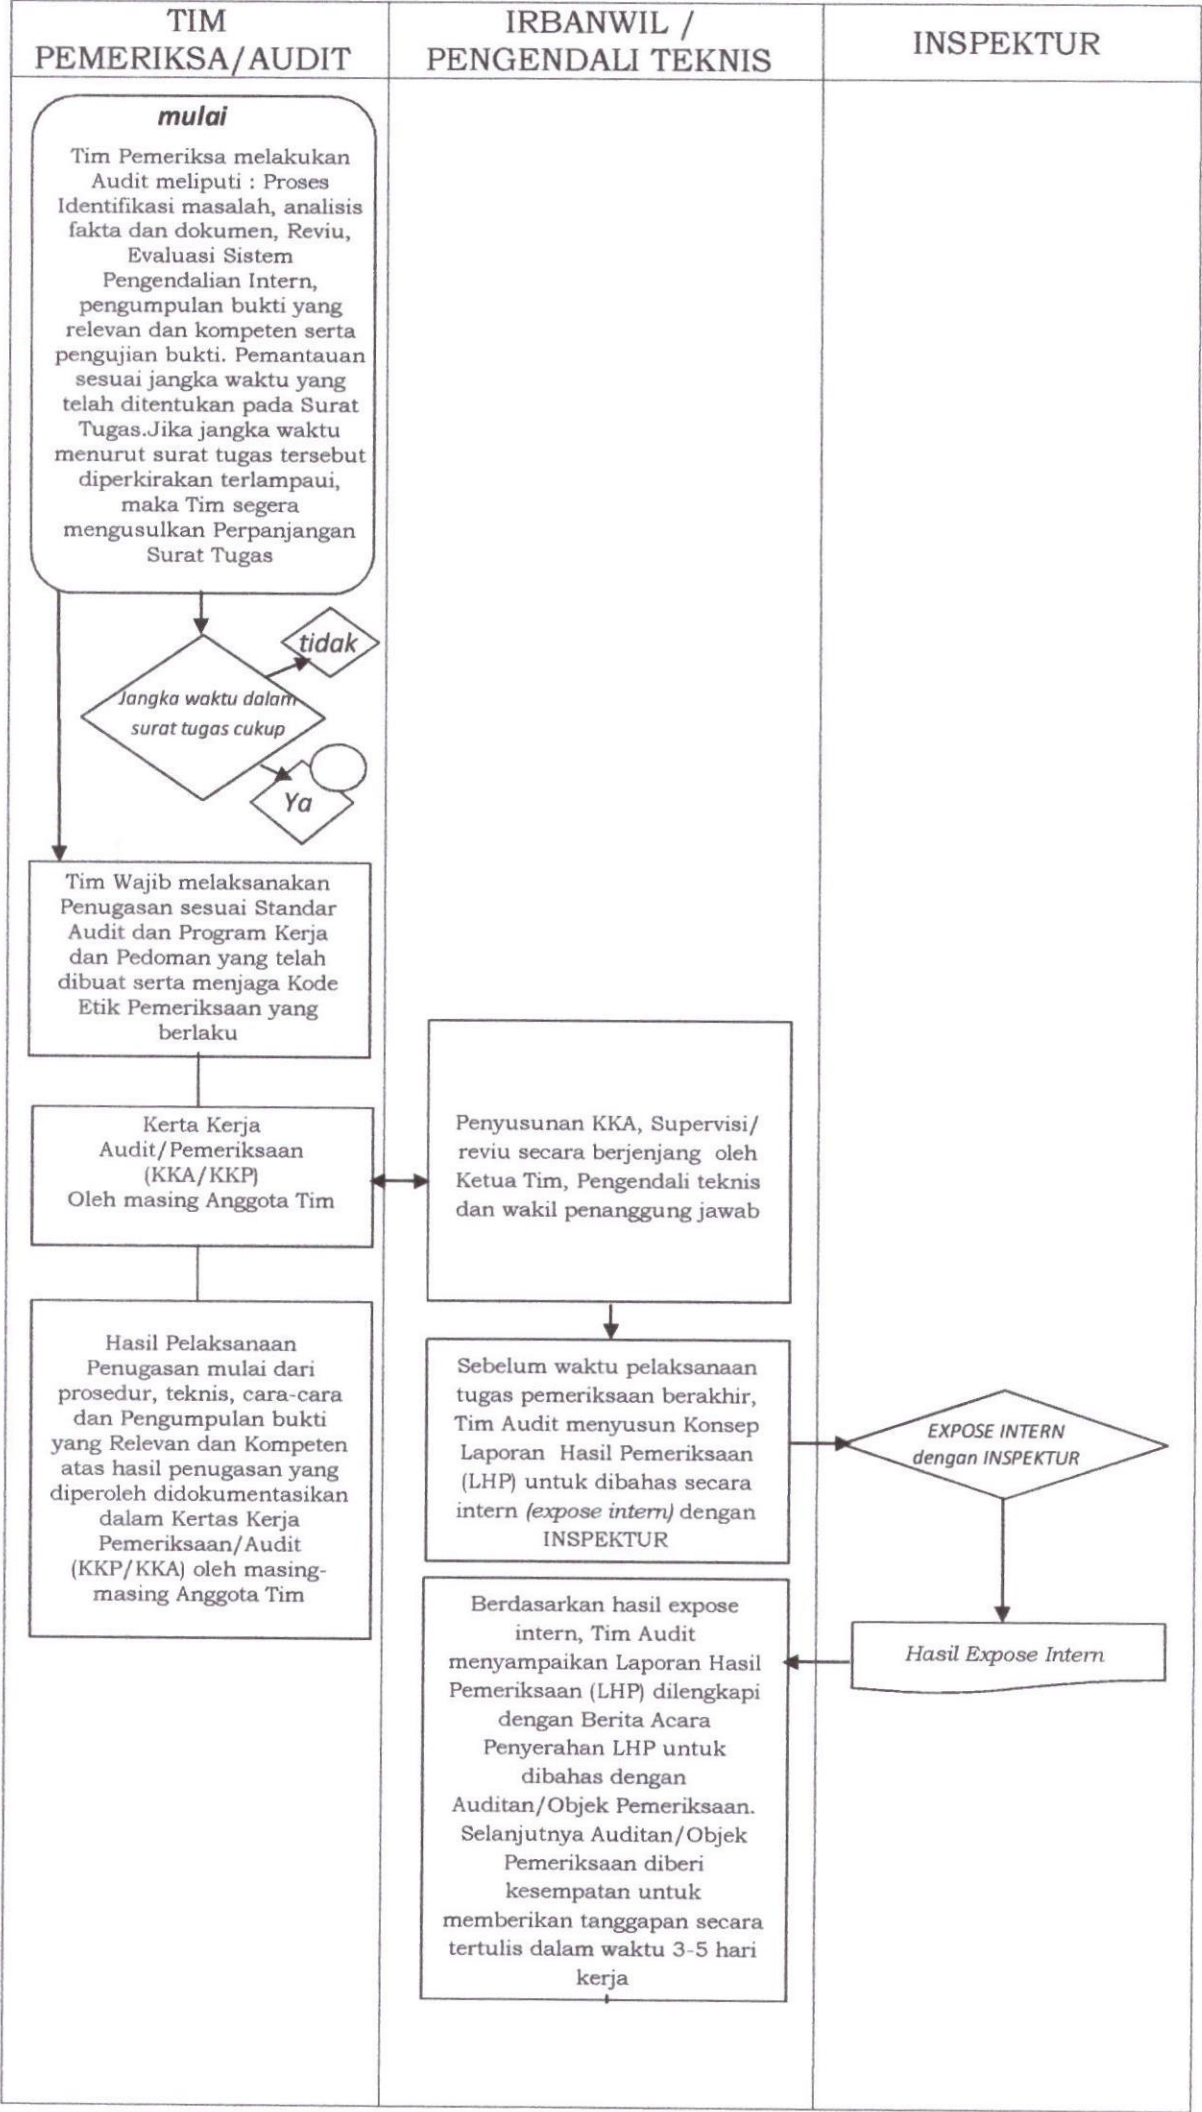 TIM
PEMERIKSA/AUDIT
IRBANWIL /
PENGENDALI TEKNIS
INSPEKTUR
mulai
Tim Pemeriksa melakukan
Audit meliputi : Proses
Identifikasi masalah, analisis
fakta dan dokumen, Reviu,
Evaluasi Sistem
Pengendalian Intern,
pengumpulan bukti yang
relevan dan kompeten serta
pengujian bukti. Pemantauan
sesuai jangka waktu yang
telah ditentukan pada Surat
Tugas.Jika jangka waktu
menurut surat tugas tersebut
diperkirakan terlampaui,
maka Tim segera
mengusulkan Perpanjangan
Surat Tugas
tidak
Jangka waktu dalam
surat tugas cukup
Ya
Tim Wajib melaksanakan
Penugasan sesuai Standar
Audit dan Program Kerja
dan Pedoman yang telah
dibuat serta menjaga Kode
Etik Pemeriksaan yang
berlaku
Kerta Kerja
Audit/Pemeriksaan
(KKA/KKP)
Oleh masing Anggota Tim
Penyusunan KKA, Supervisi/
reviu secara berjenjang oleh
Ketua Tim, Pengendali teknis
dan wakil penanggung jawab
Hasil Pelaksanaan
Penugasan mulai dari
prosedur, teknis, cara-cara
dan Pengumpulan bukti
yang Relevan dan Kompeten
atas hasil penugasan yang
diperoleh didokumentasikan
dalam Kertas Kerja
Pemeriksaan/Audit
(KKP/KKA) oleh masing-
masing Anggota Tim
Sebelum waktu pelaksanaan
tugas pemeriksaan berakhir,
Tim Audit menyusun Konsep
Laporan Hasil Pemeriksaan
(LHP) untuk dibahas secara
intern (expose intern) dengan
INSPEKTUR
EXPOSE INTERN
dengan INSPEKTUR
Hasil Expose Intern
Berdasarkan hasil expose
intern, Tim Audit
menyampaikan Laporan Hasil
Pemeriksaan (LHP) dilengkapi
dengan Berita Acara
Penyerahan LHP untuk
dibahas dengan
Auditan/Objek Pemeriksaan.
Selanjutnya Auditan/Objek
Pemeriksaan diberi
kesempatan untuk
memberikan tanggapan secara
tertulis dalam waktu 3-5 hari
kerja